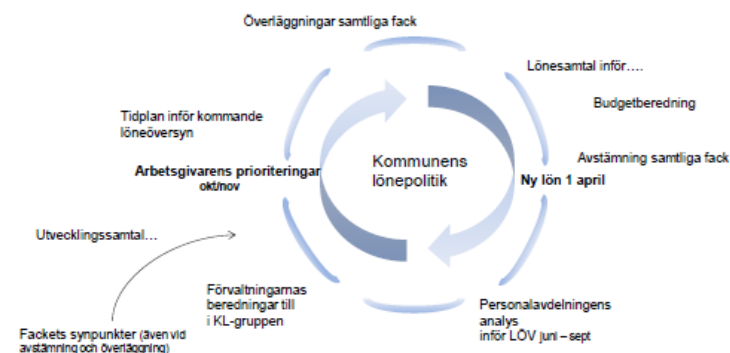 Överläggningar samtliga fack
Lönesamtal inför….
Budgetberedning
Tidplan inför kommande
löneöversyn
Avstämning samtliga fack
Arbetsgivarens prioriteringar
okt/nov
Kommunens
lönepolitik
Ny lön 1 april
Utvecklingssamtal…
Förvaltningarnas
beredningar till
i KL-gruppen
Personalavdelningens
analys
inför LÖV juni – sept
Fackets synpunkter (även vid
avstämning och överläggning)